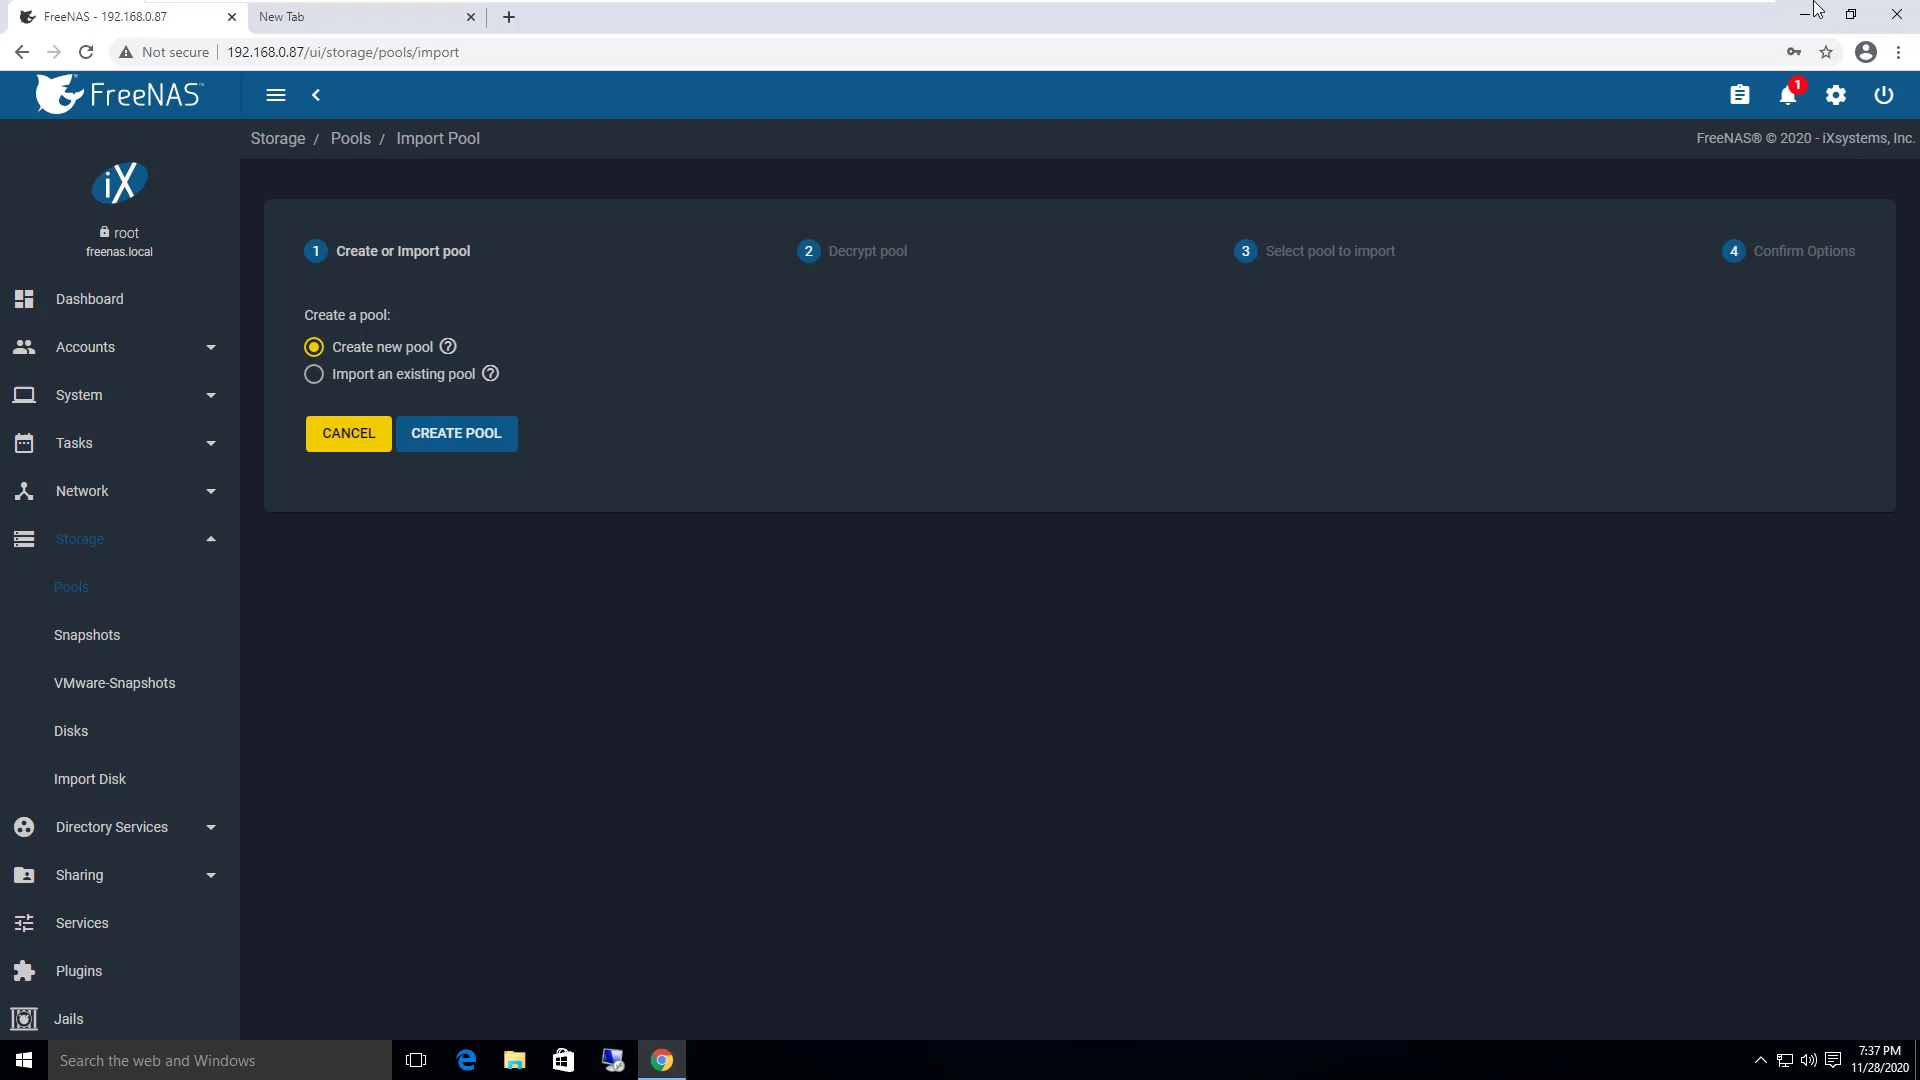 FreeNAS - 192.168.0.87
New Tab
Not secure
192.168.0.87/ui/storage/pools/import
FreeNAS™
1
Storage / Pools / Import Pool
FreeNAS® © 2020 - iXsystems, Inc.
iX
root
freenas.local
Dashboard
Accounts
System
Tasks
Network
Storage
Pools
Snapshots
VMware-Snapshots
Disks
Import Disk
Directory Services
Sharing
Services
Plugins
Jails
1 Create or Import pool
2 Decrypt pool
3 Select pool to import
4 Confirm Options
Create a pool:
Create new pool ?
Import an existing pool ?
CANCEL
CREATE POOL
Search the web and Windows
7:37 PM
11/28/2020